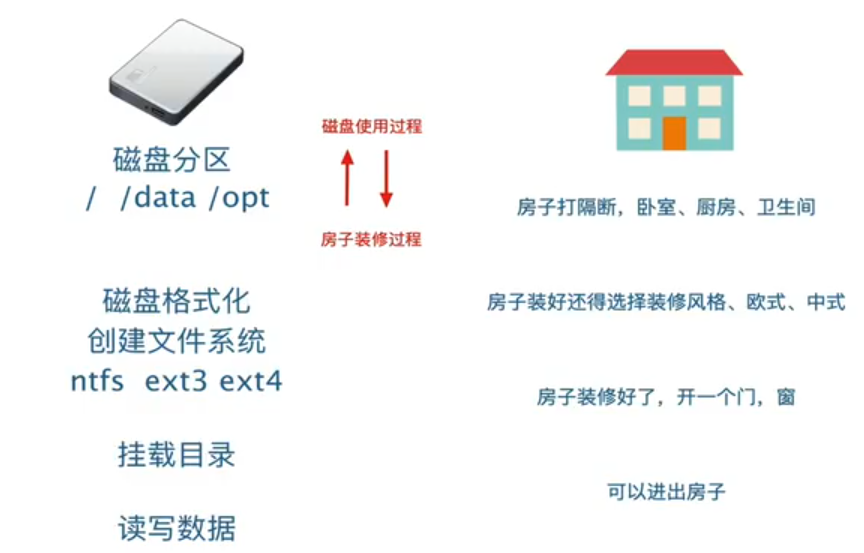 磁盘分区
/ /data /opt
磁盘格式化
创建文件系统
ntfs ext3 ext4
挂载目录
读写数据
磁盘使用过程
房子装修过程
房子打隔断，卧室、厨房、卫生间
房子装好还得选择装修风格、欧式、中式
房子装修好了，开一个门，窗
可以进出房子